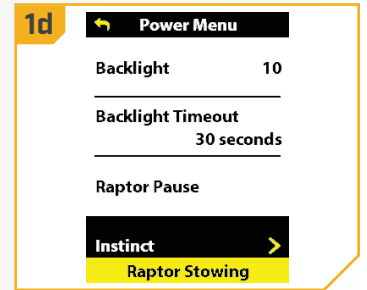 1d
Power Menu
Backlight 10
Backlight Timeout
30 seconds
Raptor Pause
Instinct >
Raptor Stowing